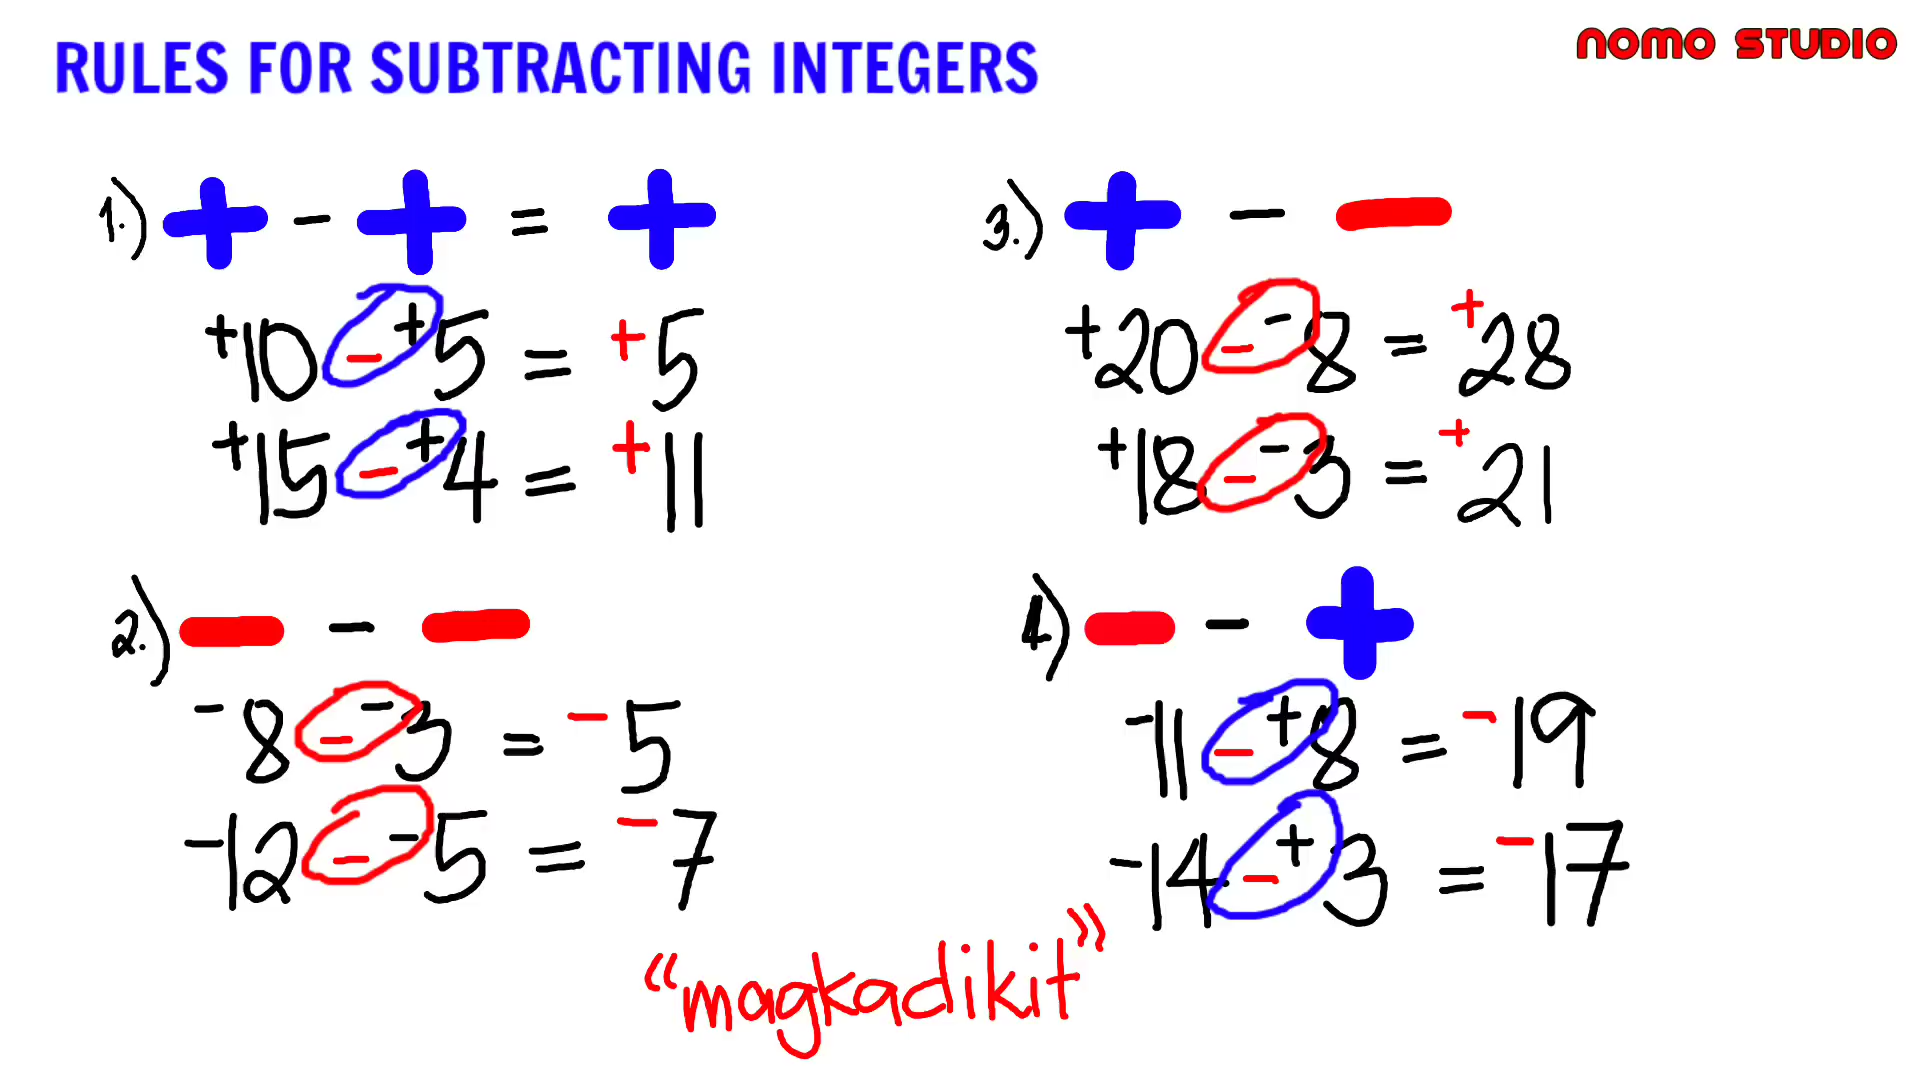 RULES FOR SUBTRACTING INTEGERS
NOMO STUDIO
1.) + - + = +
+10 - +5 = +5
+15 - +4 = +11
2.) - - -
-8 - -3 = -5
-12 - -5 = -7
3.) + - -
+20 - -8 = +28
+18 - -3 = +21
4.) - - +
-11 - +8 = -19
-14 - +3 = -17
"magkadikit"